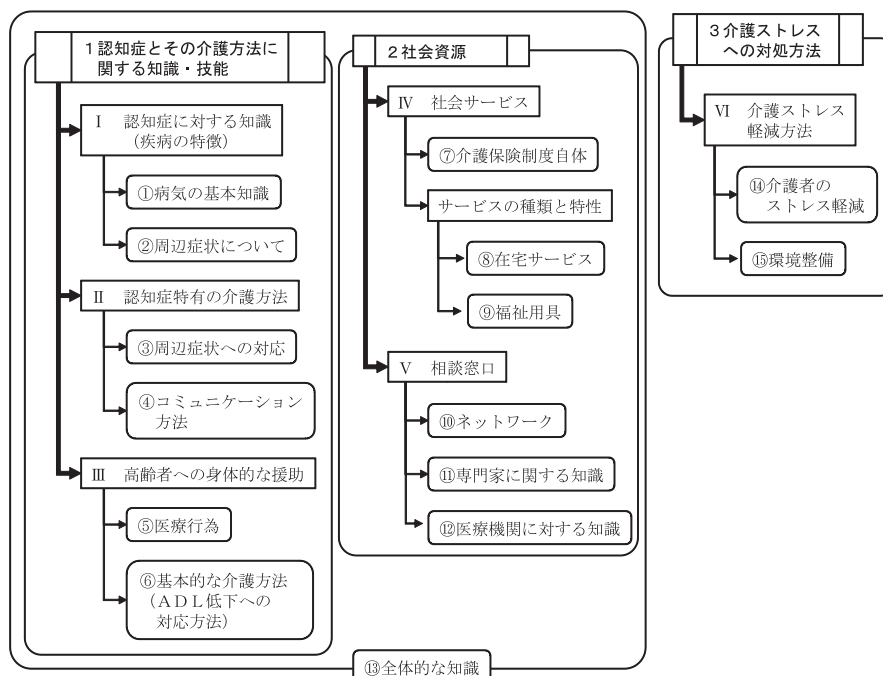 1認知症とその介護方法に
関する知識・技能
Ⅰ 認知症に対する知識
（疾病の特徴）
①病気の基本知識
②周辺症状について
Ⅱ 認知症特有の介護方法
③周辺症状への対応
④コミュニケーション
方法
Ⅲ 高齢者への身体的な援助
⑤医療行為
⑥基本的な介護方法
（ＡＤＬ低下への
対応方法）
2社会資源
Ⅳ 社会サービス
⑦介護保険制度自体
サービスの種類と特性
⑧在宅サービス
⑨福祉用具
Ⅴ 相談窓口
⑩ネットワーク
⑪専門家に関する知識
⑫医療機関に対する知識
⑬全体的な知識
3介護ストレス
への対処方法
Ⅵ 介護ストレス
軽減方法
⑭介護者の
ストレス軽減
⑮環境整備